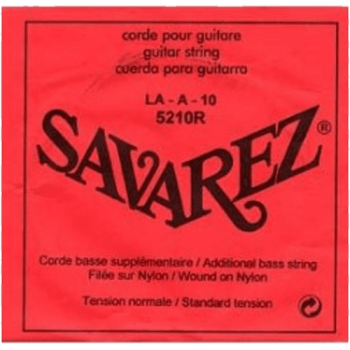 corde pour guitare
guitar string
cuerda para guitarra
LA - A - 10
5210R
SAVAREZ®
Corde basse supplémentaire / Additional bass string
Filée sur Nylon / Wound on Nylon
Tension normale / Standard tension